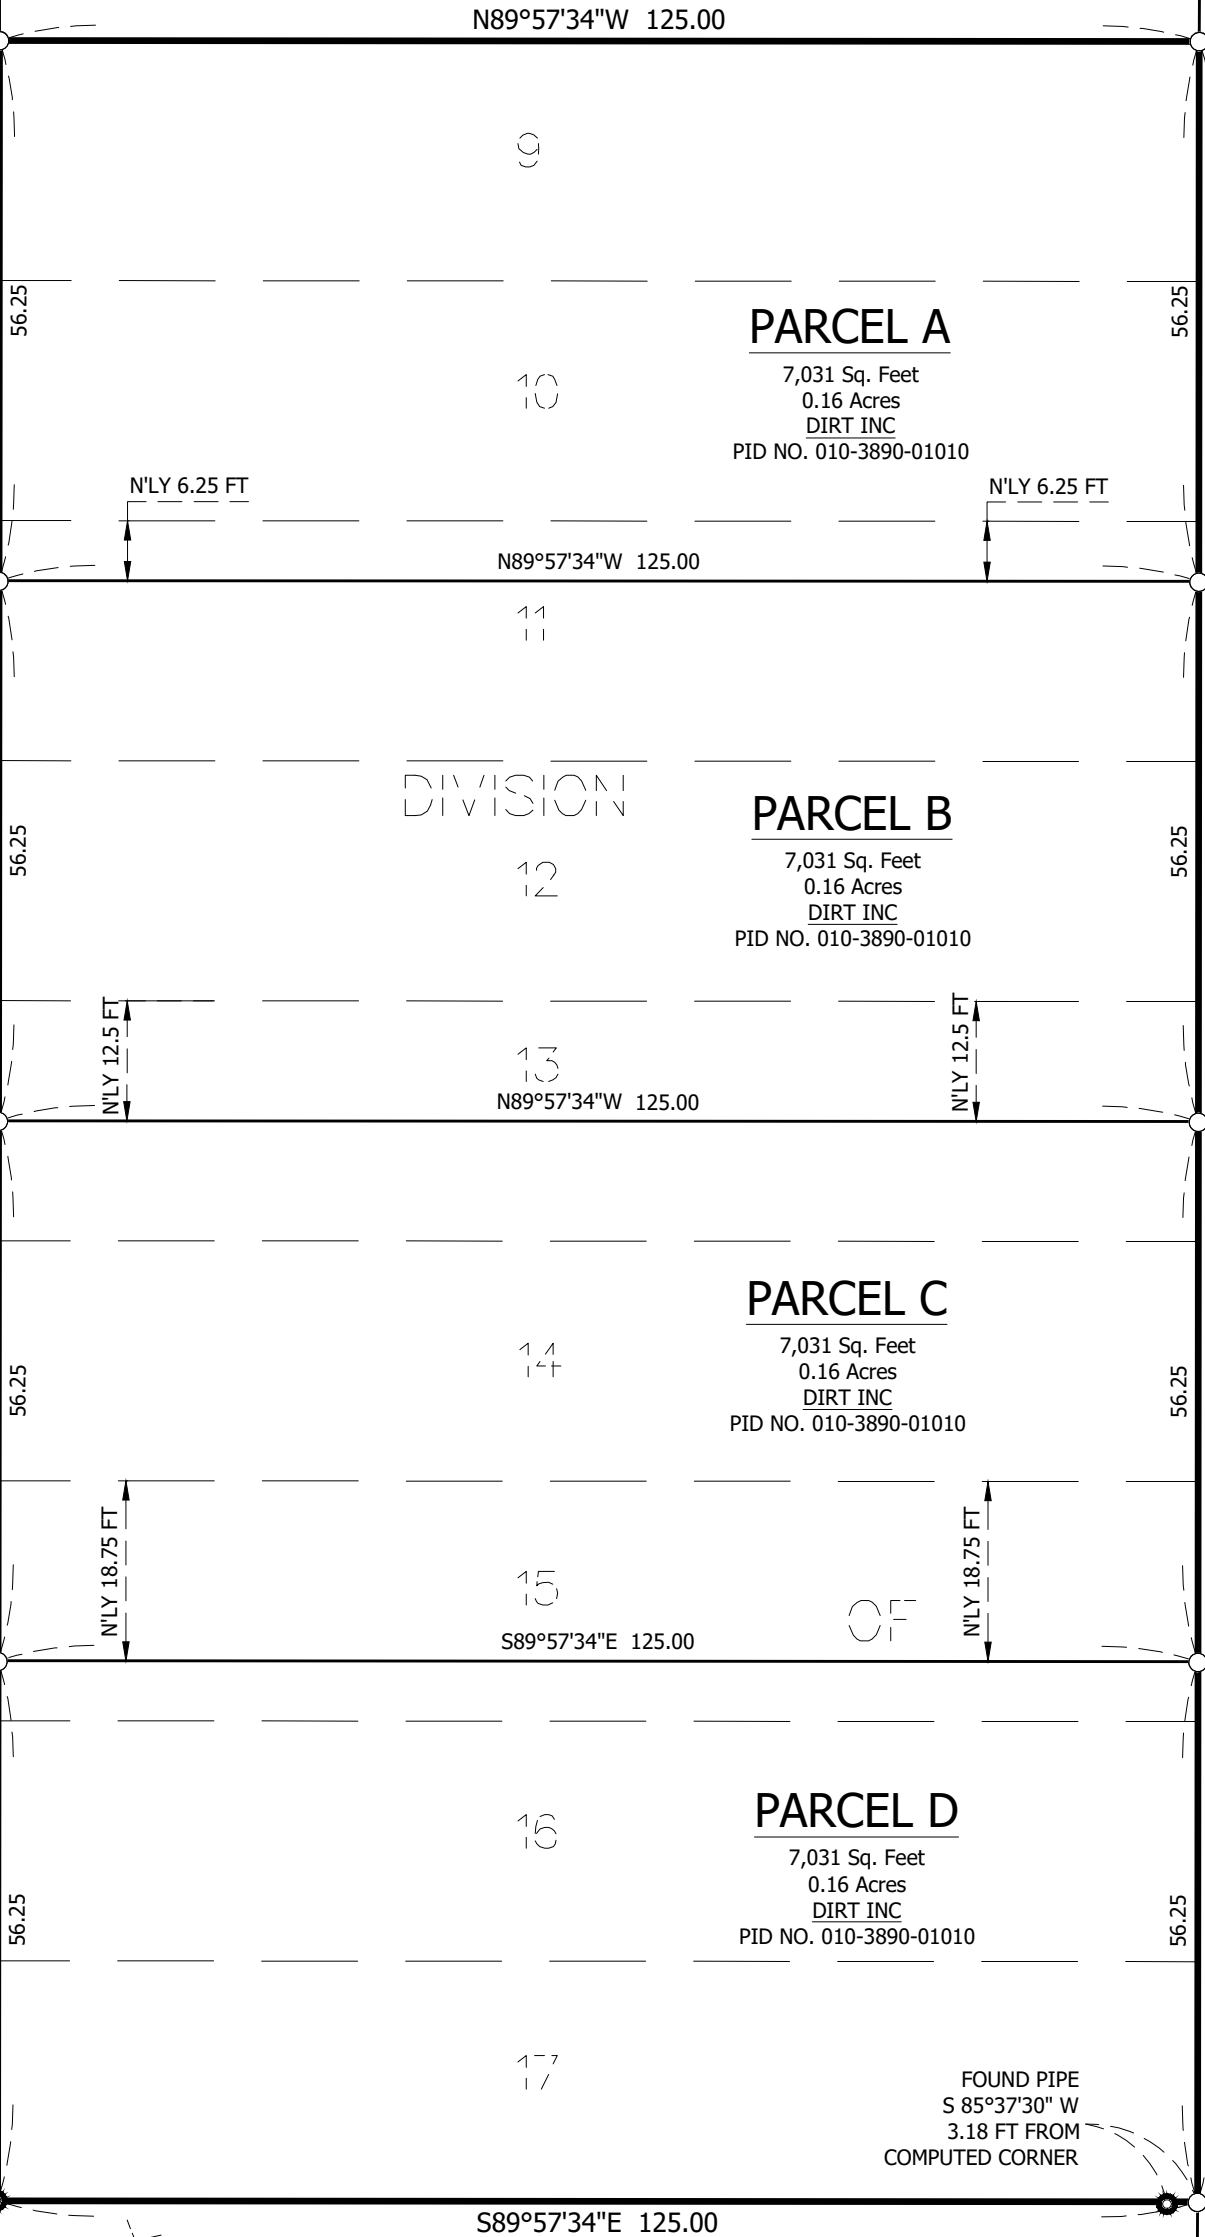 N89°57'34"W 125.00
9
56.25
56.25
PARCEL A
7,031 Sq. Feet
0.16 Acres
DIRT INC
PID NO. 010-3890-01010
10
N'LY 6.25 FT
N'LY 6.25 FT
N89°57'34"W 125.00
11
DIVISION
56.25
56.25
PARCEL B
7,031 Sq. Feet
0.16 Acres
DIRT INC
PID NO. 010-3890-01010
12
N'LY 12.5 FT
N'LY 12.5 FT
13
N89°57'34"W 125.00
PARCEL C
7,031 Sq. Feet
0.16 Acres
DIRT INC
PID NO. 010-3890-01010
14
56.25
56.25
N'LY 18.75 FT
N'LY 18.75 FT
15
OF
S89°57'34"E 125.00
PARCEL D
7,031 Sq. Feet
0.16 Acres
DIRT INC
PID NO. 010-3890-01010
16
56.25
56.25
17
FOUND PIPE
S 85°37'30" W
3.18 FT FROM
COMPUTED CORNER
S89°57'34"E 125.00